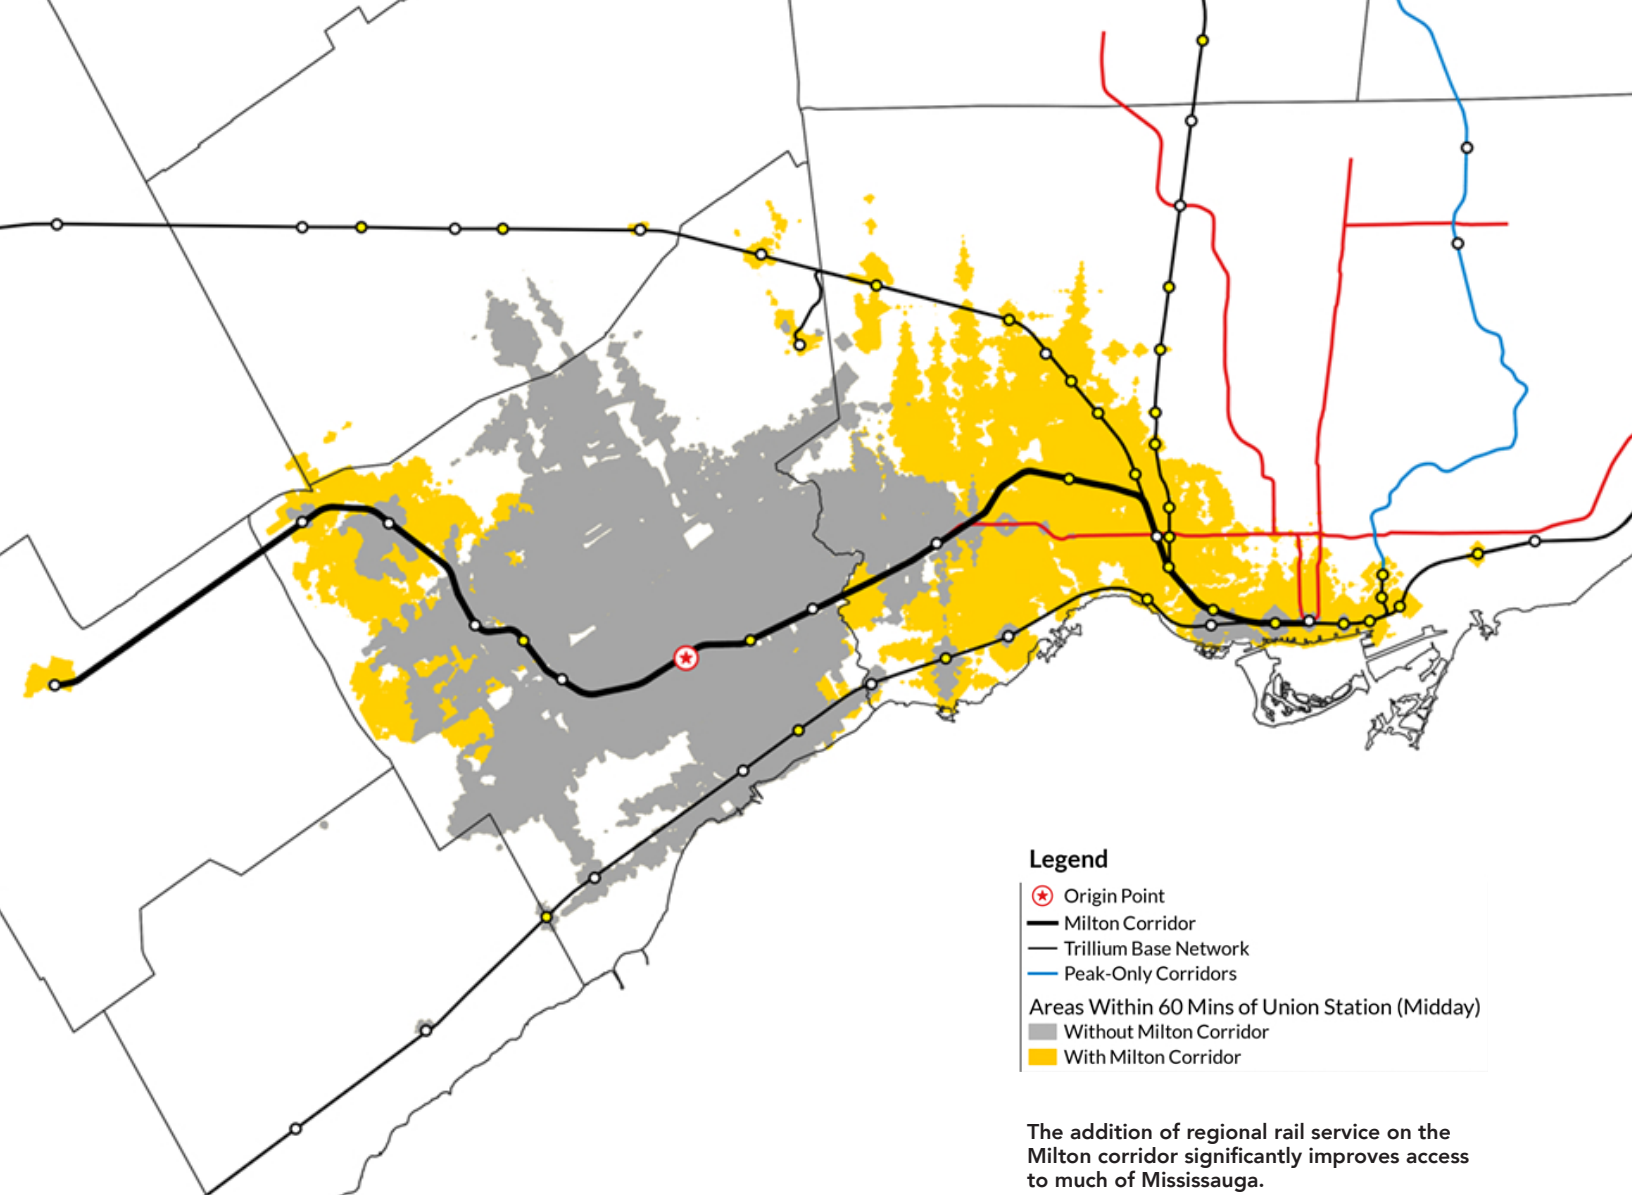 Legend
Origin Point
Milton Corridor
Trillium Base Network
Peak-Only Corridors
Areas Within 60 Mins of Union Station (Midday)
Without Milton Corridor
With Milton Corridor
The addition of regional rail service on the
Milton corridor significantly improves access
to much of Mississauga.